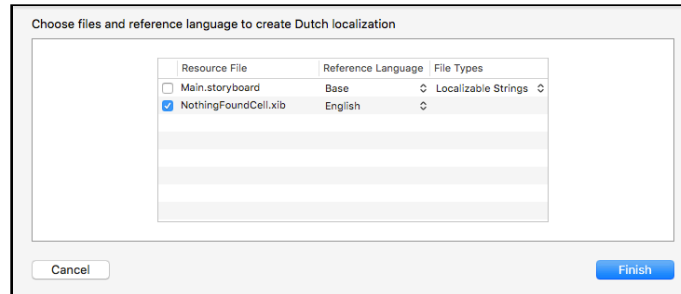 Choose files and reference language to create Dutch localization
Resource File Reference Language File Types
Main.storyboard Base Localizable Strings
NothingFoundCell.xib English
Cancel Finish